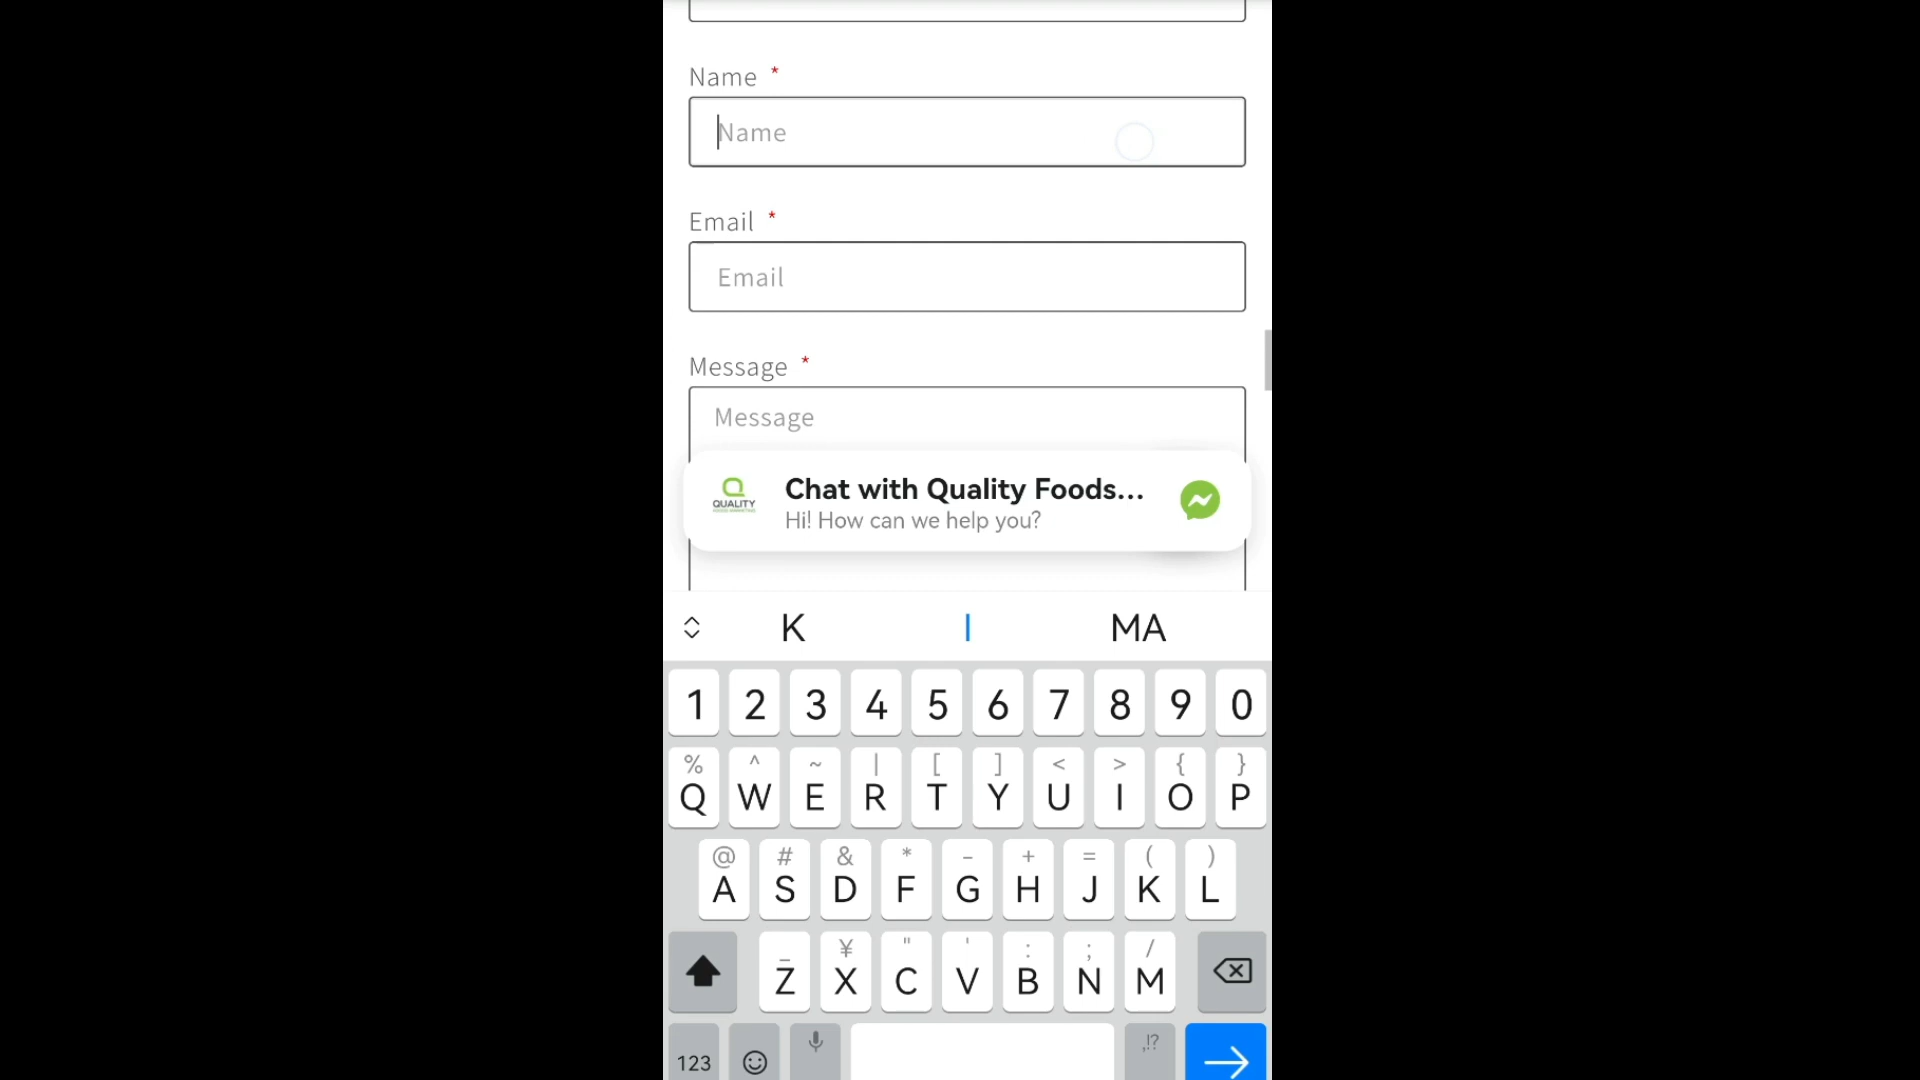 Name *
Name
Email *
Email
Message *
Message
QUALITY
Chat with Quality Foods...
Hi! How can we help you?
K I MA
1 2 3 4 5 6 7 8 9 0
% ^ ~ | [ ] < > { }
Q W E R T Y U I O P
@ # & * - + = ( )
A S D F G H J K L
_ ¥ " ' : ; /
Z X C V B N M
,!?
123